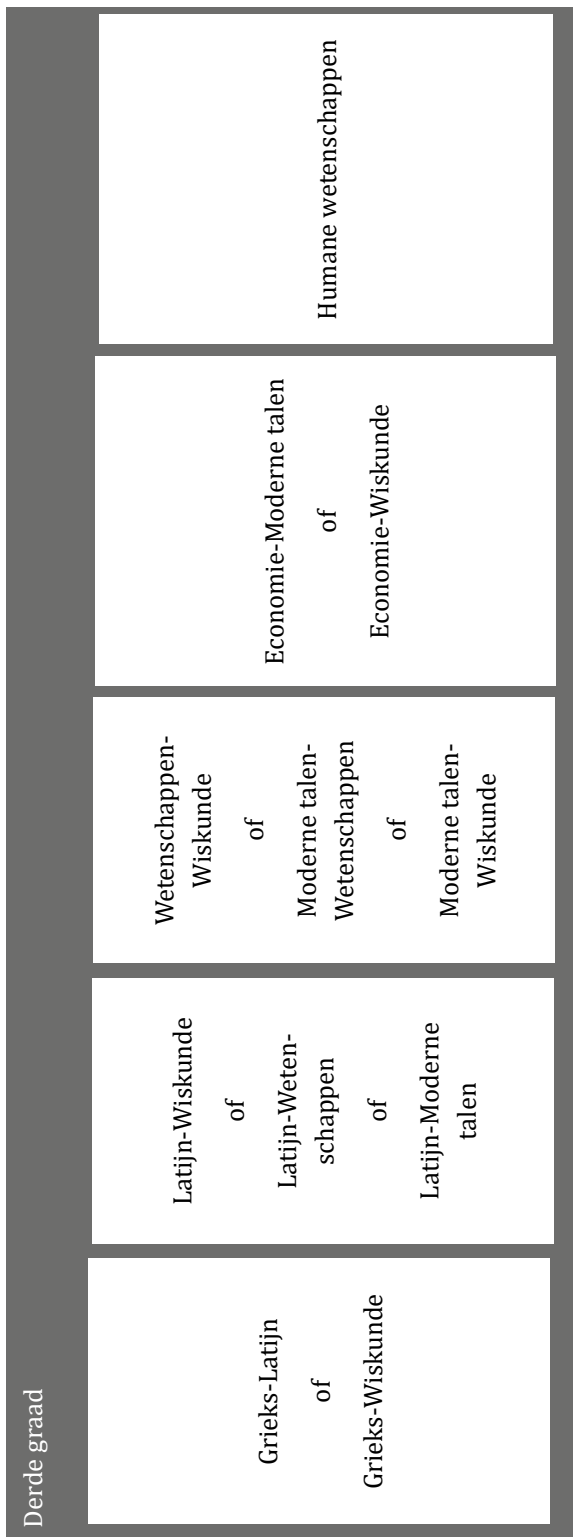 Derde graad
Grieks-Latijn
of
Grieks-Wiskunde
Latijn-Wiskunde
of
Latijn-Weten-
schappen
of
Latijn-Moderne
talen
Wetenschappen-
Wiskunde
of
Moderne talen-
Wetenschappen
of
Moderne talen-
Wiskunde
Economie-Moderne talen
of
Economie-Wiskunde
Humane wetenschappen